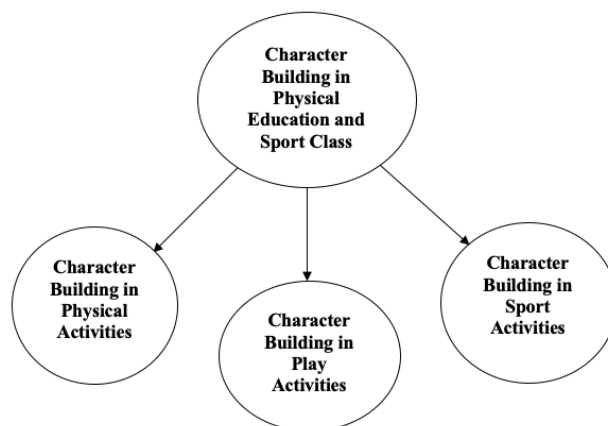 Character
Building in
Physical
Education and
Sport Class
Character
Building in
Physical
Activities
Character
Building in
Play
Activities
Character
Building in
Sport
Activities